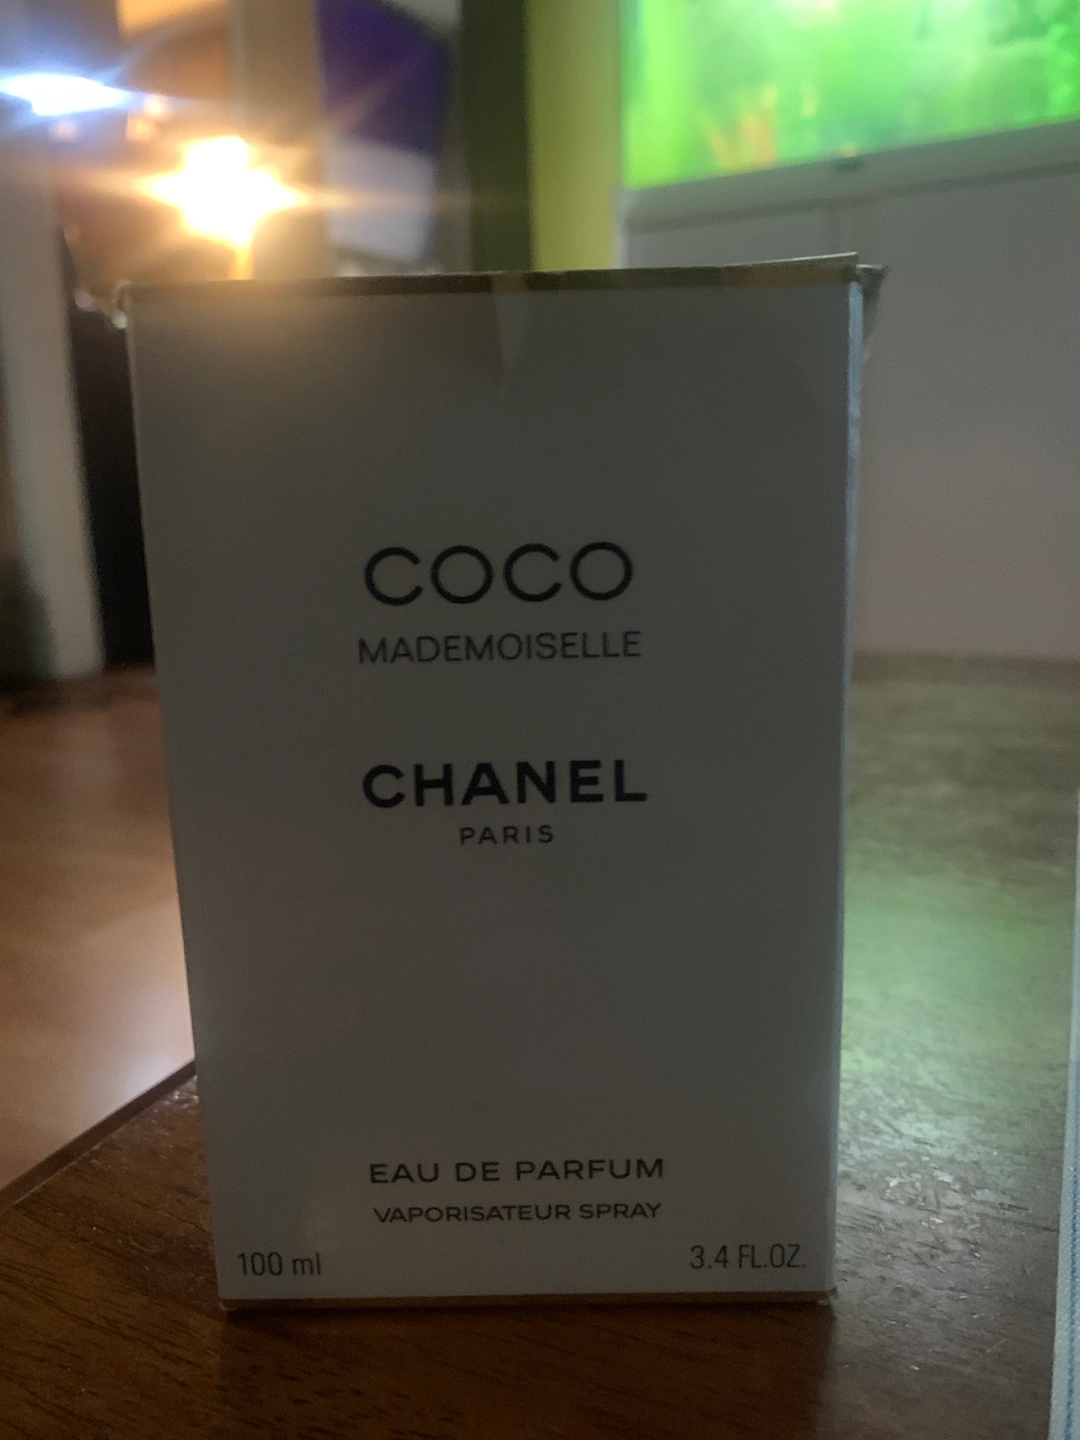 COCO
MADEMOISELLE
CHANEL
PARIS
EAU DE PARFUM
VAPORISATEUR SPRAY
100 ml 3.4 FL.OZ.